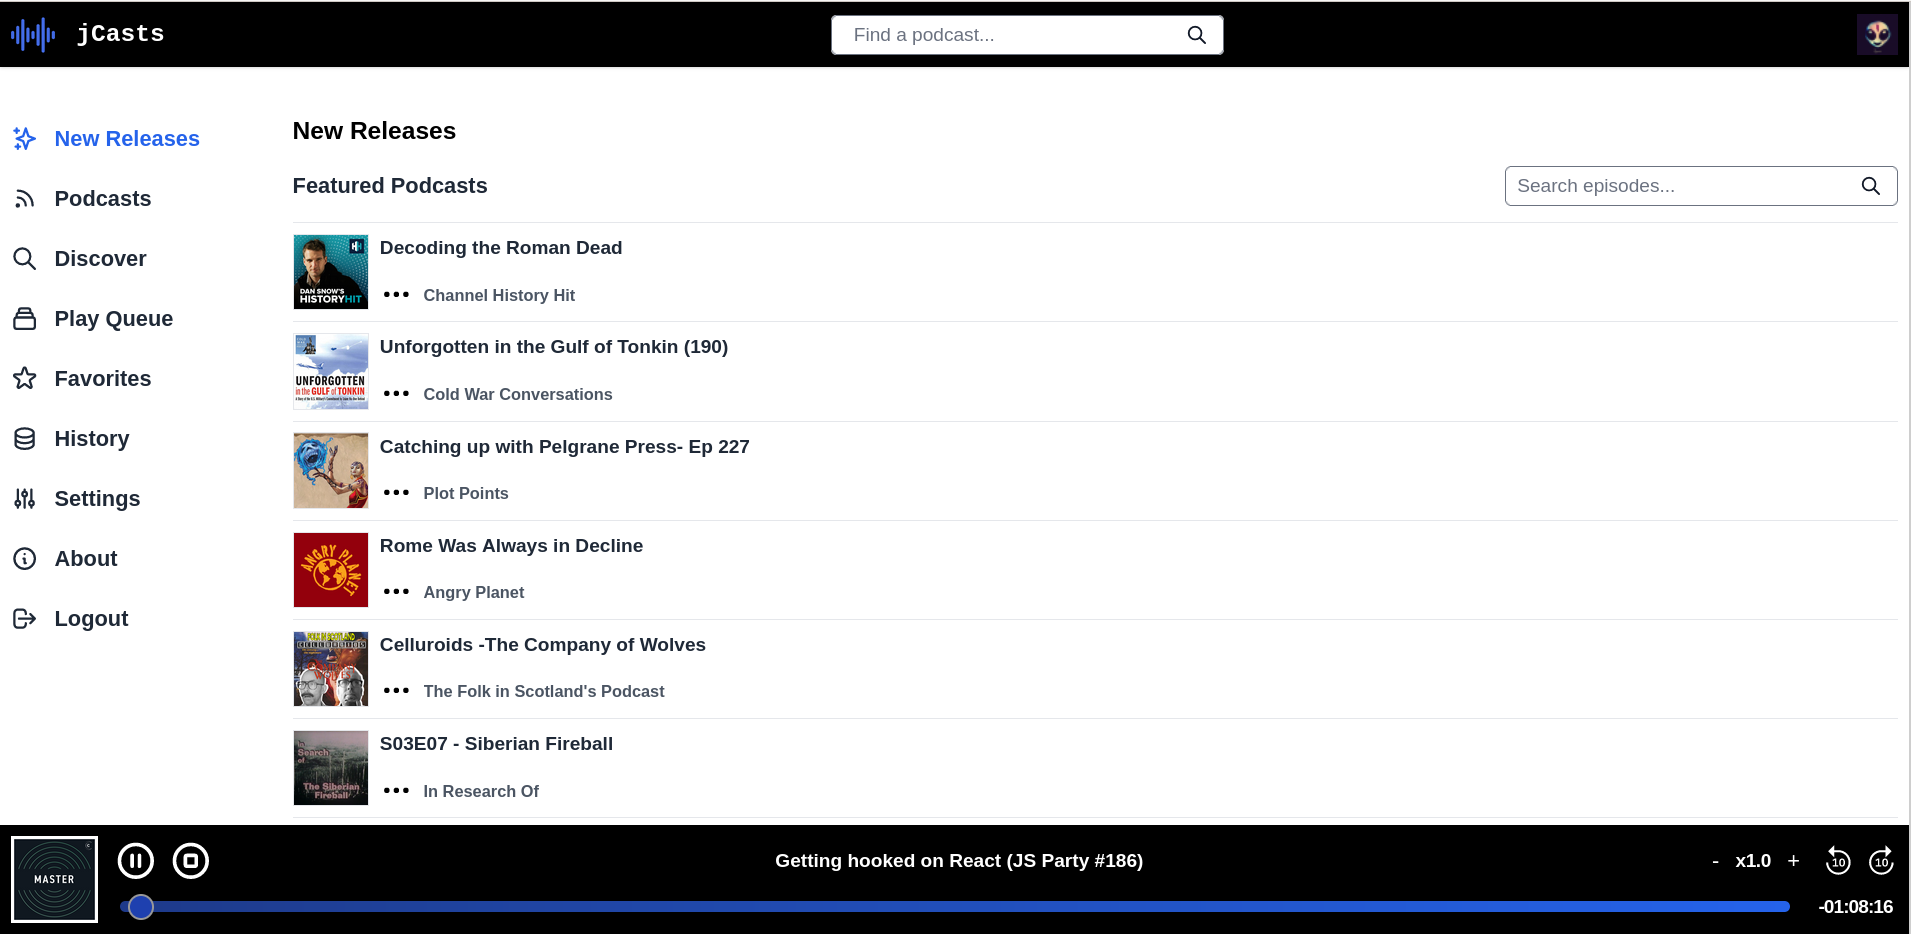 jCasts
Find a podcast...
New Releases
Podcasts
Discover
Play Queue
Favorites
History
Settings
About
Logout
New Releases
Featured Podcasts
Search episodes...
DAN SNOW'S
HISTORYHIT
Decoding the Roman Dead
Channel History Hit
UNFORGOTTEN
in the GULF of TONKIN
Unforgotten in the Gulf of Tonkin (190)
Cold War Conversations
Catching up with Pelgrane Press- Ep 227
Plot Points
ANGRY PLANET
Rome Was Always in Decline
Angry Planet
Celluroids -The Company of Wolves
The Folk in Scotland's Podcast
In
Search
of
The Siberian
Fireball
S03E07 - Siberian Fireball
In Research Of
MASTER
Getting hooked on React (JS Party #186)
- x1.0 +
10
10
-01:08:16